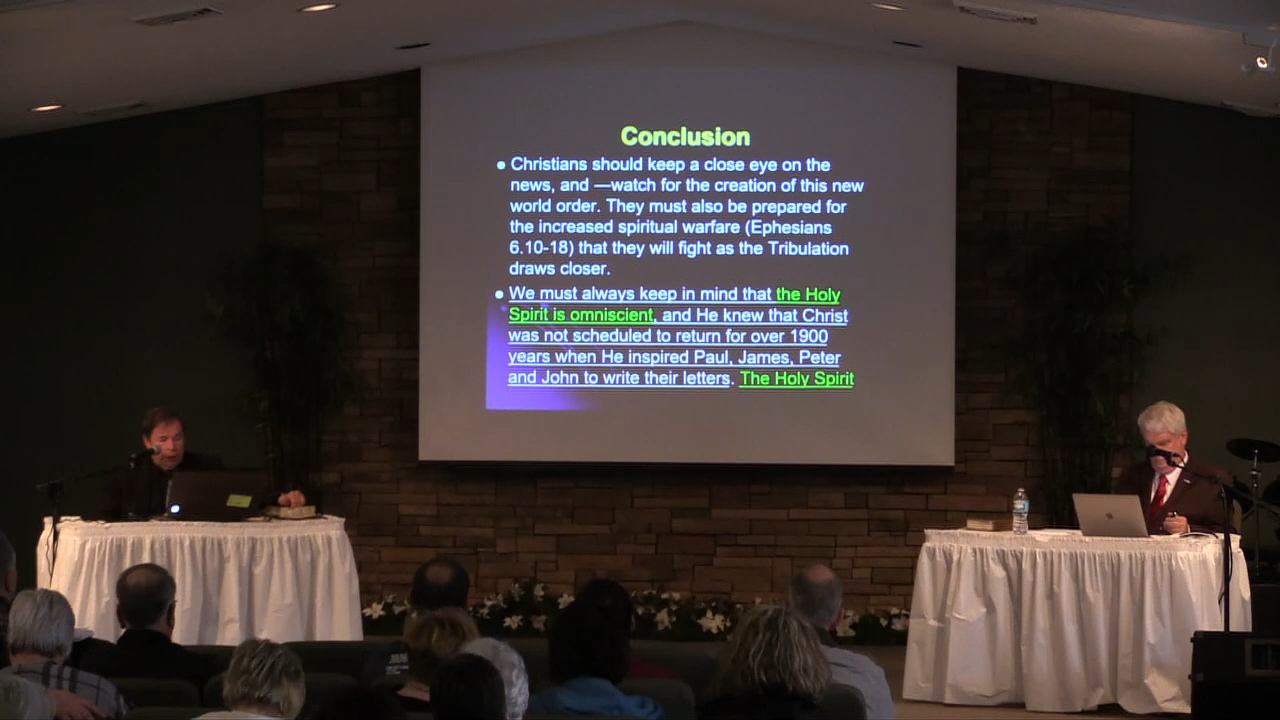 Conclusion
• Christians should keep a close eye on the
news, and —watch for the creation of this new
world order. They must also be prepared for
the increased spiritual warfare (Ephesians
6.10-18) that they will fight as the Tribulation
draws closer.
• We must always keep in mind that the Holy
Spirit is omniscient, and He knew that Christ
was not scheduled to return for over 1900
years when He inspired Paul, James, Peter
and John to write their letters. The Holy Spirit